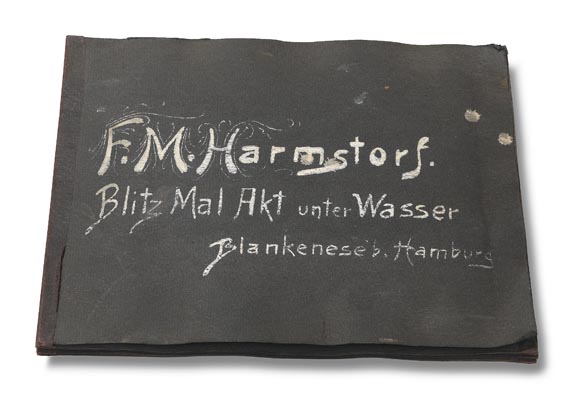 F. M. Harmstorf.
Blitz Mal Akt unter Wasser
Blankenese b. Hamburg